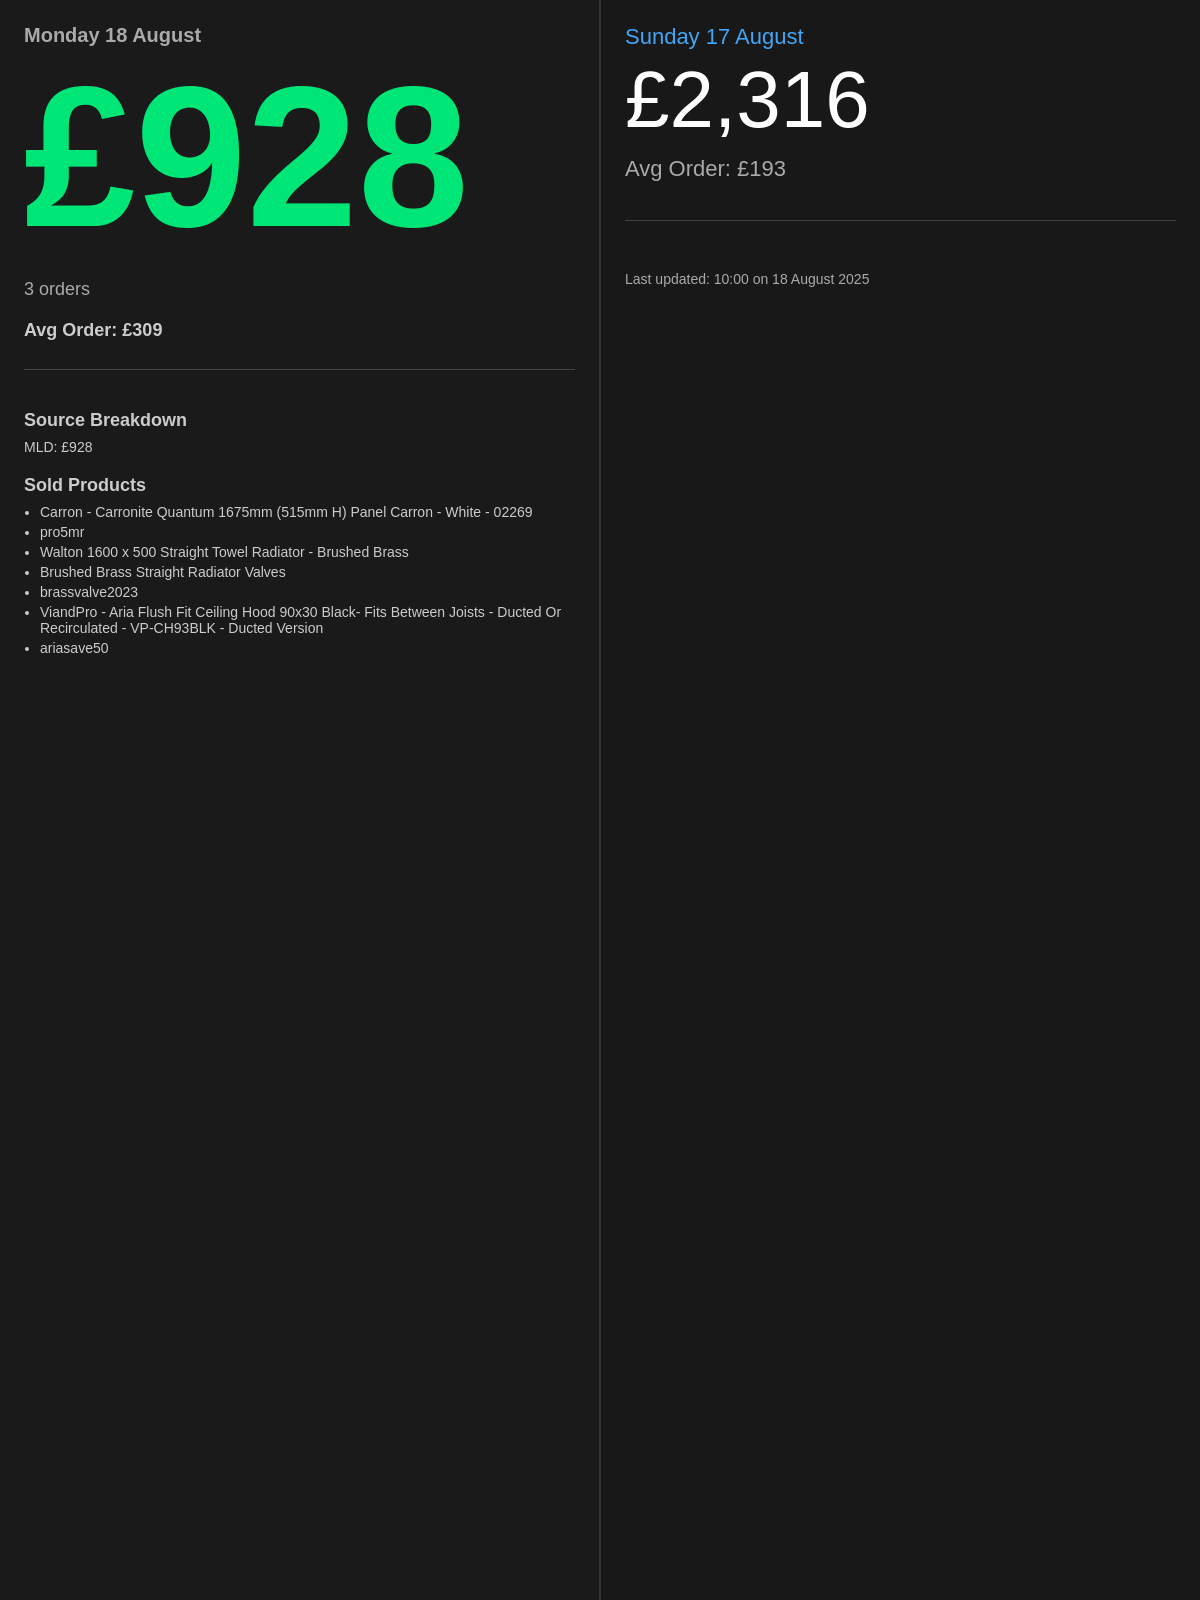 Monday 18 August
£928
3 orders
Avg Order: £309
Source Breakdown
MLD: £928
Sold Products
• Carron - Carronite Quantum 1675mm (515mm H) Panel Carron - White - 02269
• pro5mr
• Walton 1600 x 500 Straight Towel Radiator - Brushed Brass
• Brushed Brass Straight Radiator Valves
• brassvalve2023
• ViandPro - Aria Flush Fit Ceiling Hood 90x30 Black- Fits Between Joists - Ducted Or
Recirculated - VP-CH93BLK - Ducted Version
• ariasave50
Sunday 17 August
£2,316
Avg Order: £193
Last updated: 10:00 on 18 August 2025